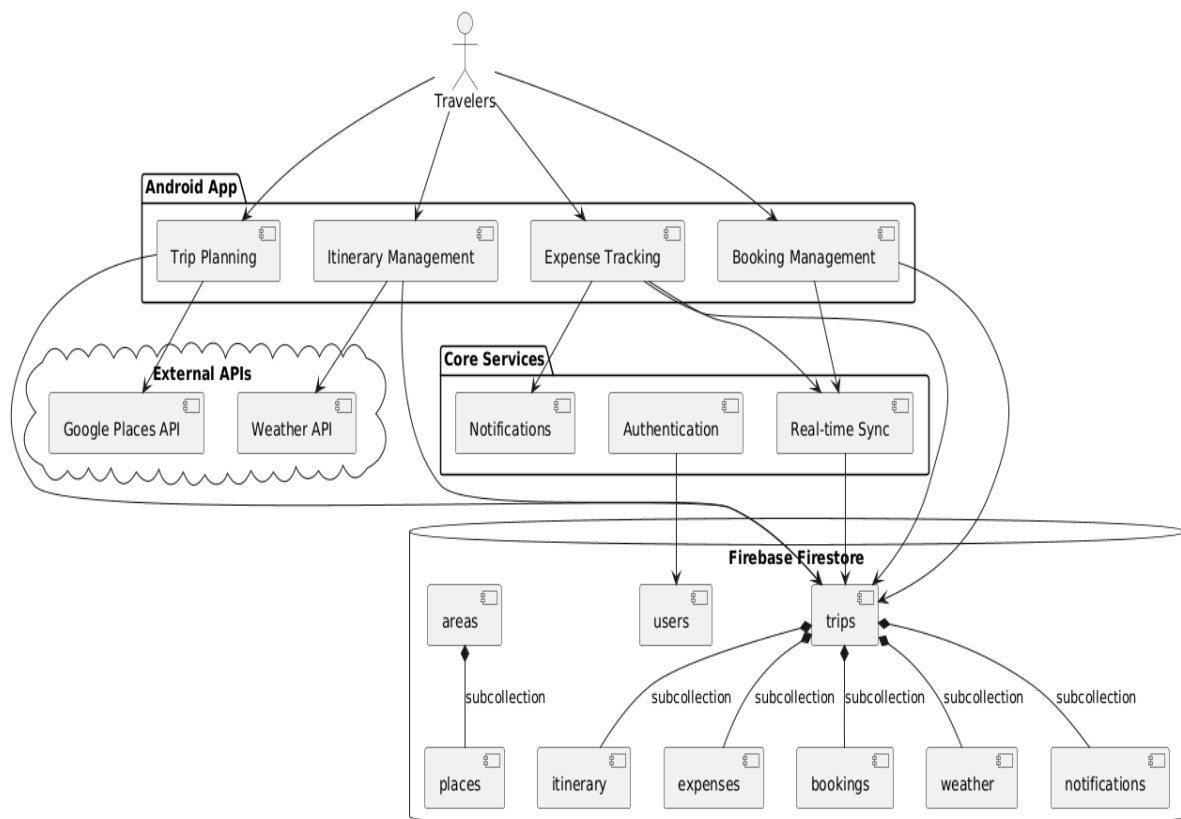 Travelers
Android App
Trip Planning
Itinerary Management
Expense Tracking
Booking Management
External APIs
Google Places API
Weather API
Core Services
Notifications
Authentication
Real-time Sync
Firebase Firestore
areas
users
trips
subcollection
subcollection
subcollection
subcollection
subcollection
subcollection
places
itinerary
expenses
bookings
weather
notifications